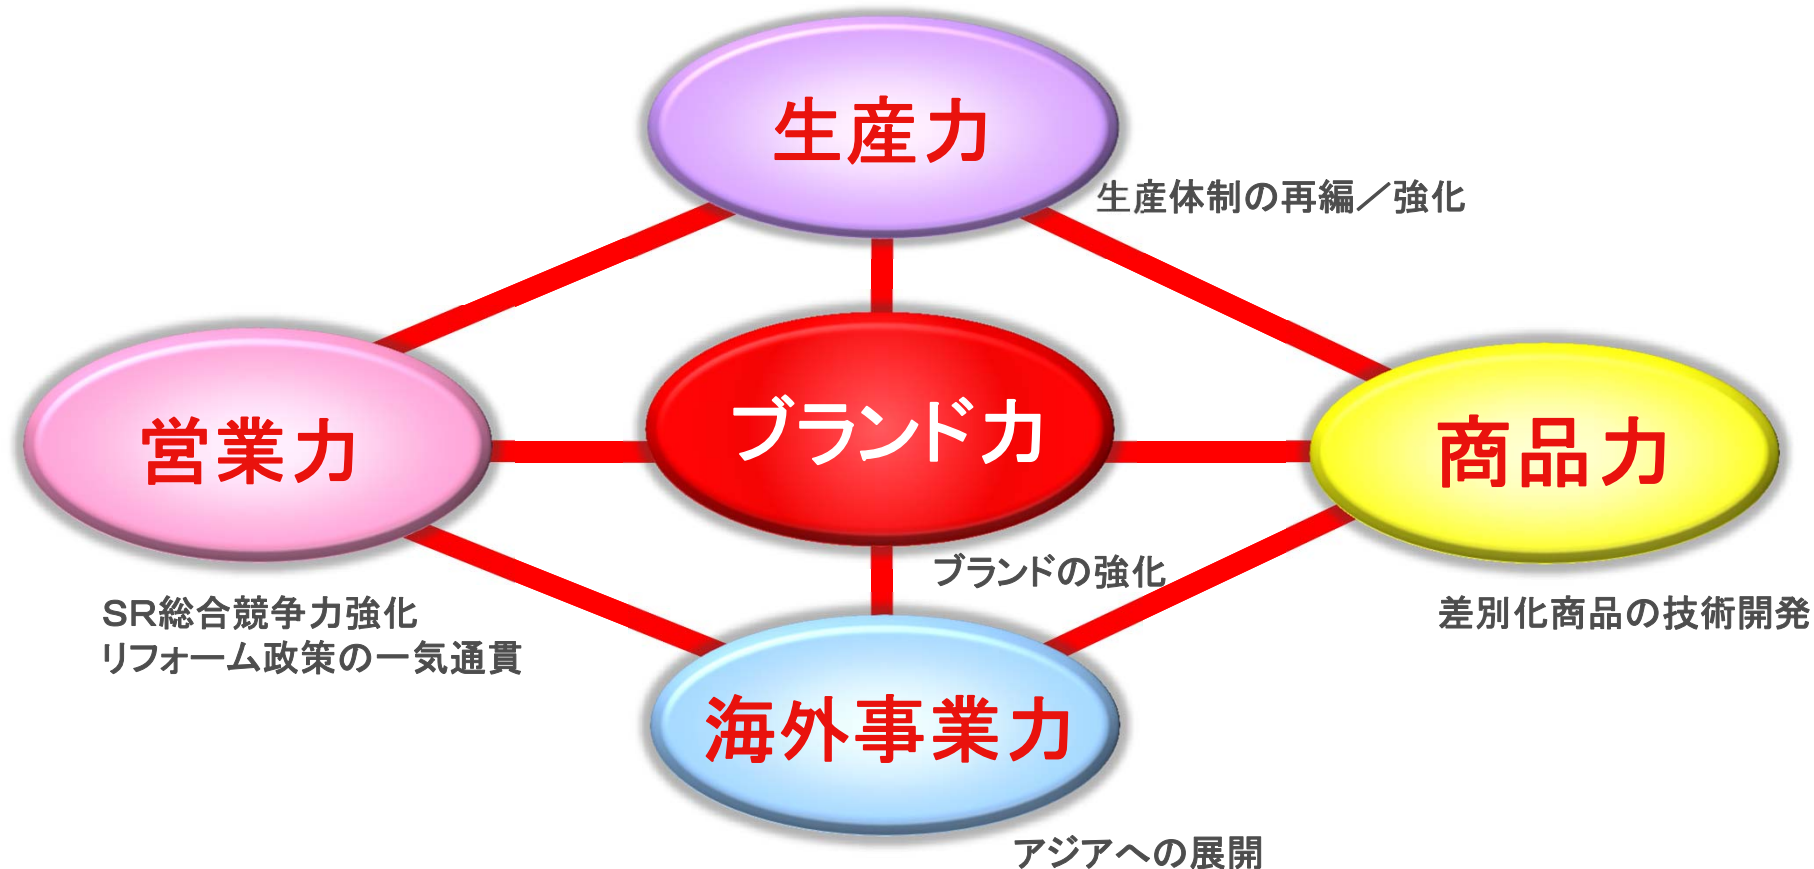 生産力
生産体制の再編／強化
営業力
ブランド力
商品力
ブランドの強化
SR総合競争力強化
リフォーム政策の一気通貫
差別化商品の技術開発
海外事業力
アジアへの展開